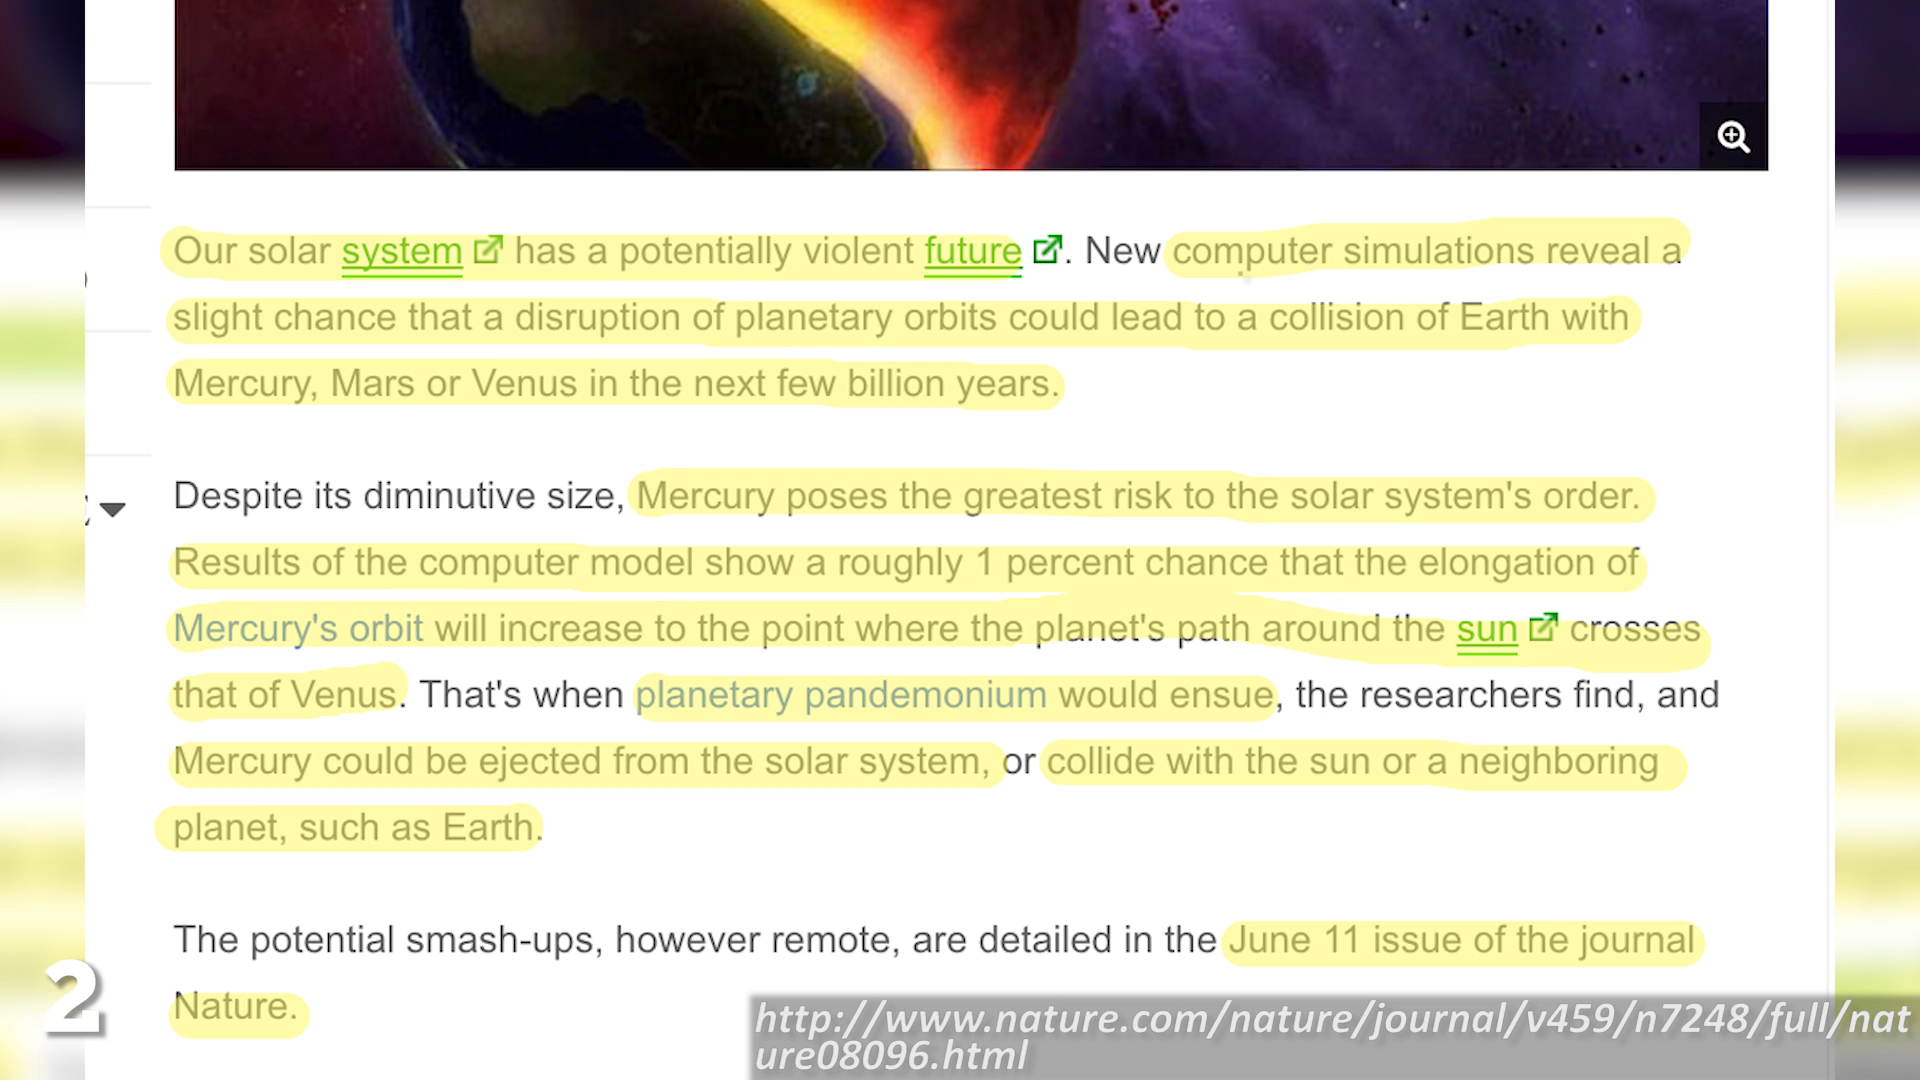 Our solar system has a potentially violent future. New computer simulations reveal a
slight chance that a disruption of planetary orbits could lead to a collision of Earth with
Mercury, Mars or Venus in the next few billion years.
Despite its diminutive size, Mercury poses the greatest risk to the solar system's order.
Results of the computer model show a roughly 1 percent chance that the elongation of
Mercury's orbit will increase to the point where the planet's path around the sun crosses
that of Venus. That's when planetary pandemonium would ensue, the researchers find, and
Mercury could be ejected from the solar system, or collide with the sun or a neighboring
planet, such as Earth.
The potential smash-ups, however remote, are detailed in the June 11 issue of the journal
Nature.
2
http://www.nature.com/nature/journal/v459/n7248/full/nat
ure08096.html